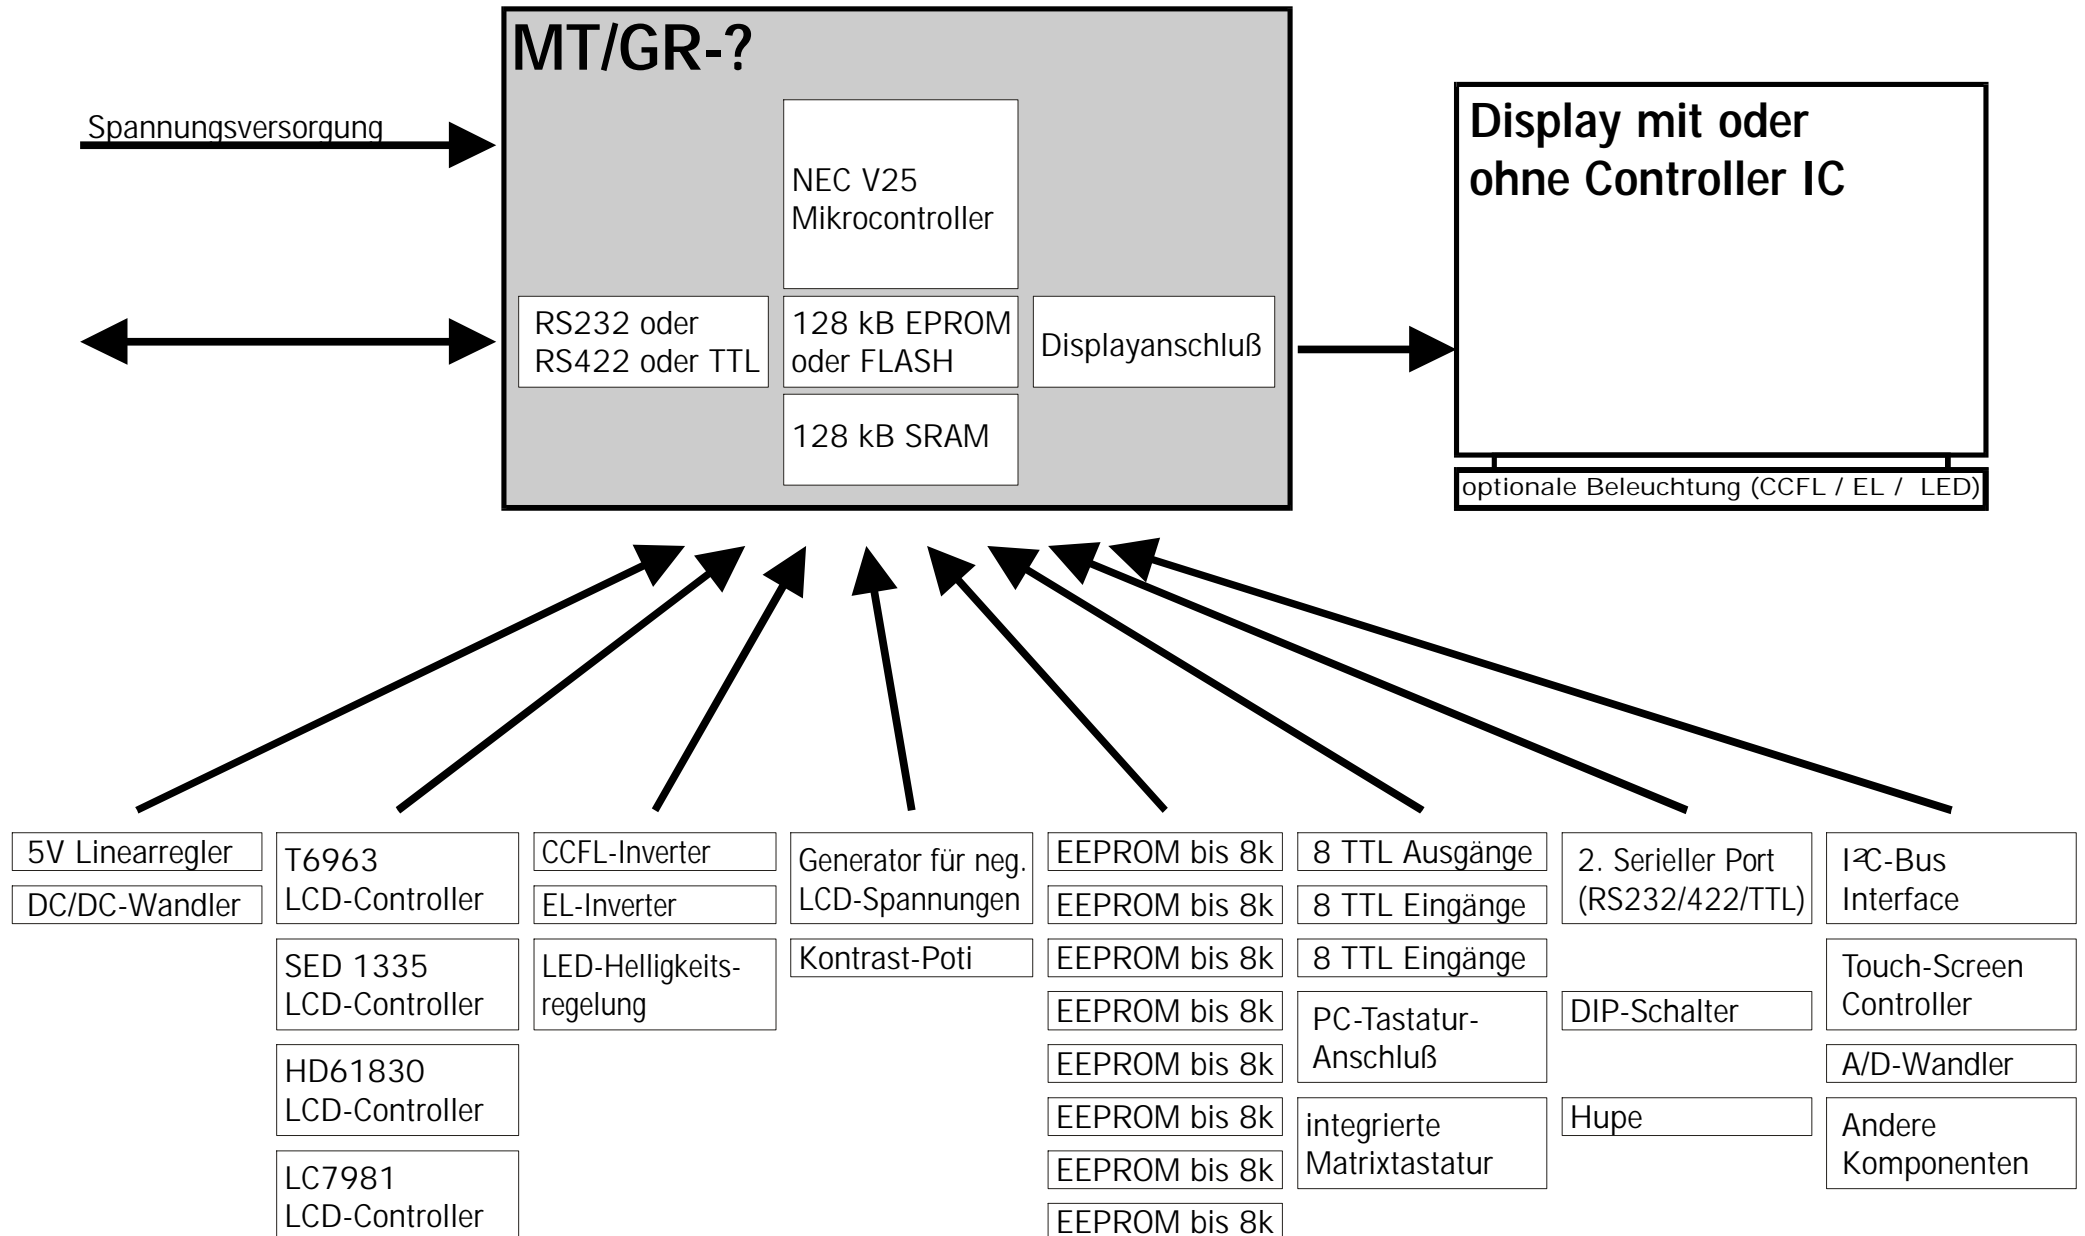 MT/GR-?
Spannungsversorgung
NEC V25
Mikrocontroller
RS232 oder
RS422 oder TTL
128 kB EPROM
oder FLASH
Displayanschluß
128 kB SRAM
Display mit oder
ohne Controller IC
optionale Beleuchtung (CCFL / EL / LED)
5V Linearregler
DC/DC-Wandler
T6963
LCD-Controller
SED 1335
LCD-Controller
HD61830
LCD-Controller
LC7981
LCD-Controller
CCFL-Inverter
EL-Inverter
LED-Helligkeits-
regelung
Generator für neg.
LCD-Spannungen
Kontrast-Poti
EEPROM bis 8k
EEPROM bis 8k
EEPROM bis 8k
EEPROM bis 8k
EEPROM bis 8k
EEPROM bis 8k
EEPROM bis 8k
EEPROM bis 8k
8 TTL Ausgänge
8 TTL Eingänge
8 TTL Eingänge
PC-Tastatur-
Anschluß
integrierte
Matrixtastatur
2. Serieller Port
(RS232/422/TTL)
DIP-Schalter
Hupe
I²C-Bus
Interface
Touch-Screen
Controller
A/D-Wandler
Andere
Komponenten